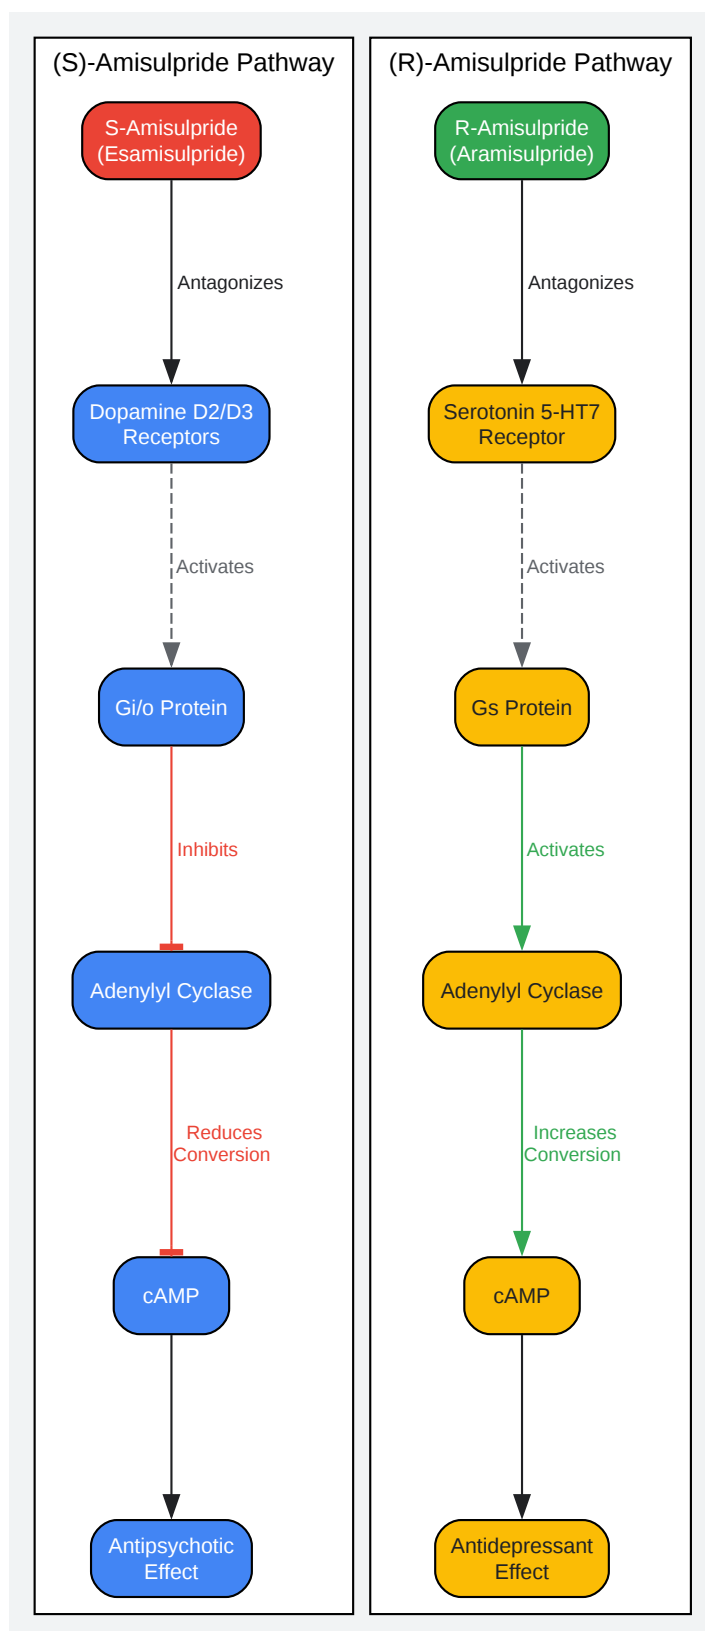 (S)-Amisulpride Pathway
S-Amisulpride
(Esamisulpride)
Antagonizes
Dopamine D2/D3
Receptors
Activates
Gi/o Protein
Inhibits
Adenylyl Cyclase
Reduces
Conversion
cAMP
Antipsychotic
Effect
(R)-Amisulpride Pathway
R-Amisulpride
(Aramisulpride)
Antagonizes
Serotonin 5-HT7
Receptor
Activates
Gs Protein
Activates
Adenylyl Cyclase
Increases
Conversion
cAMP
Antidepressant
Effect